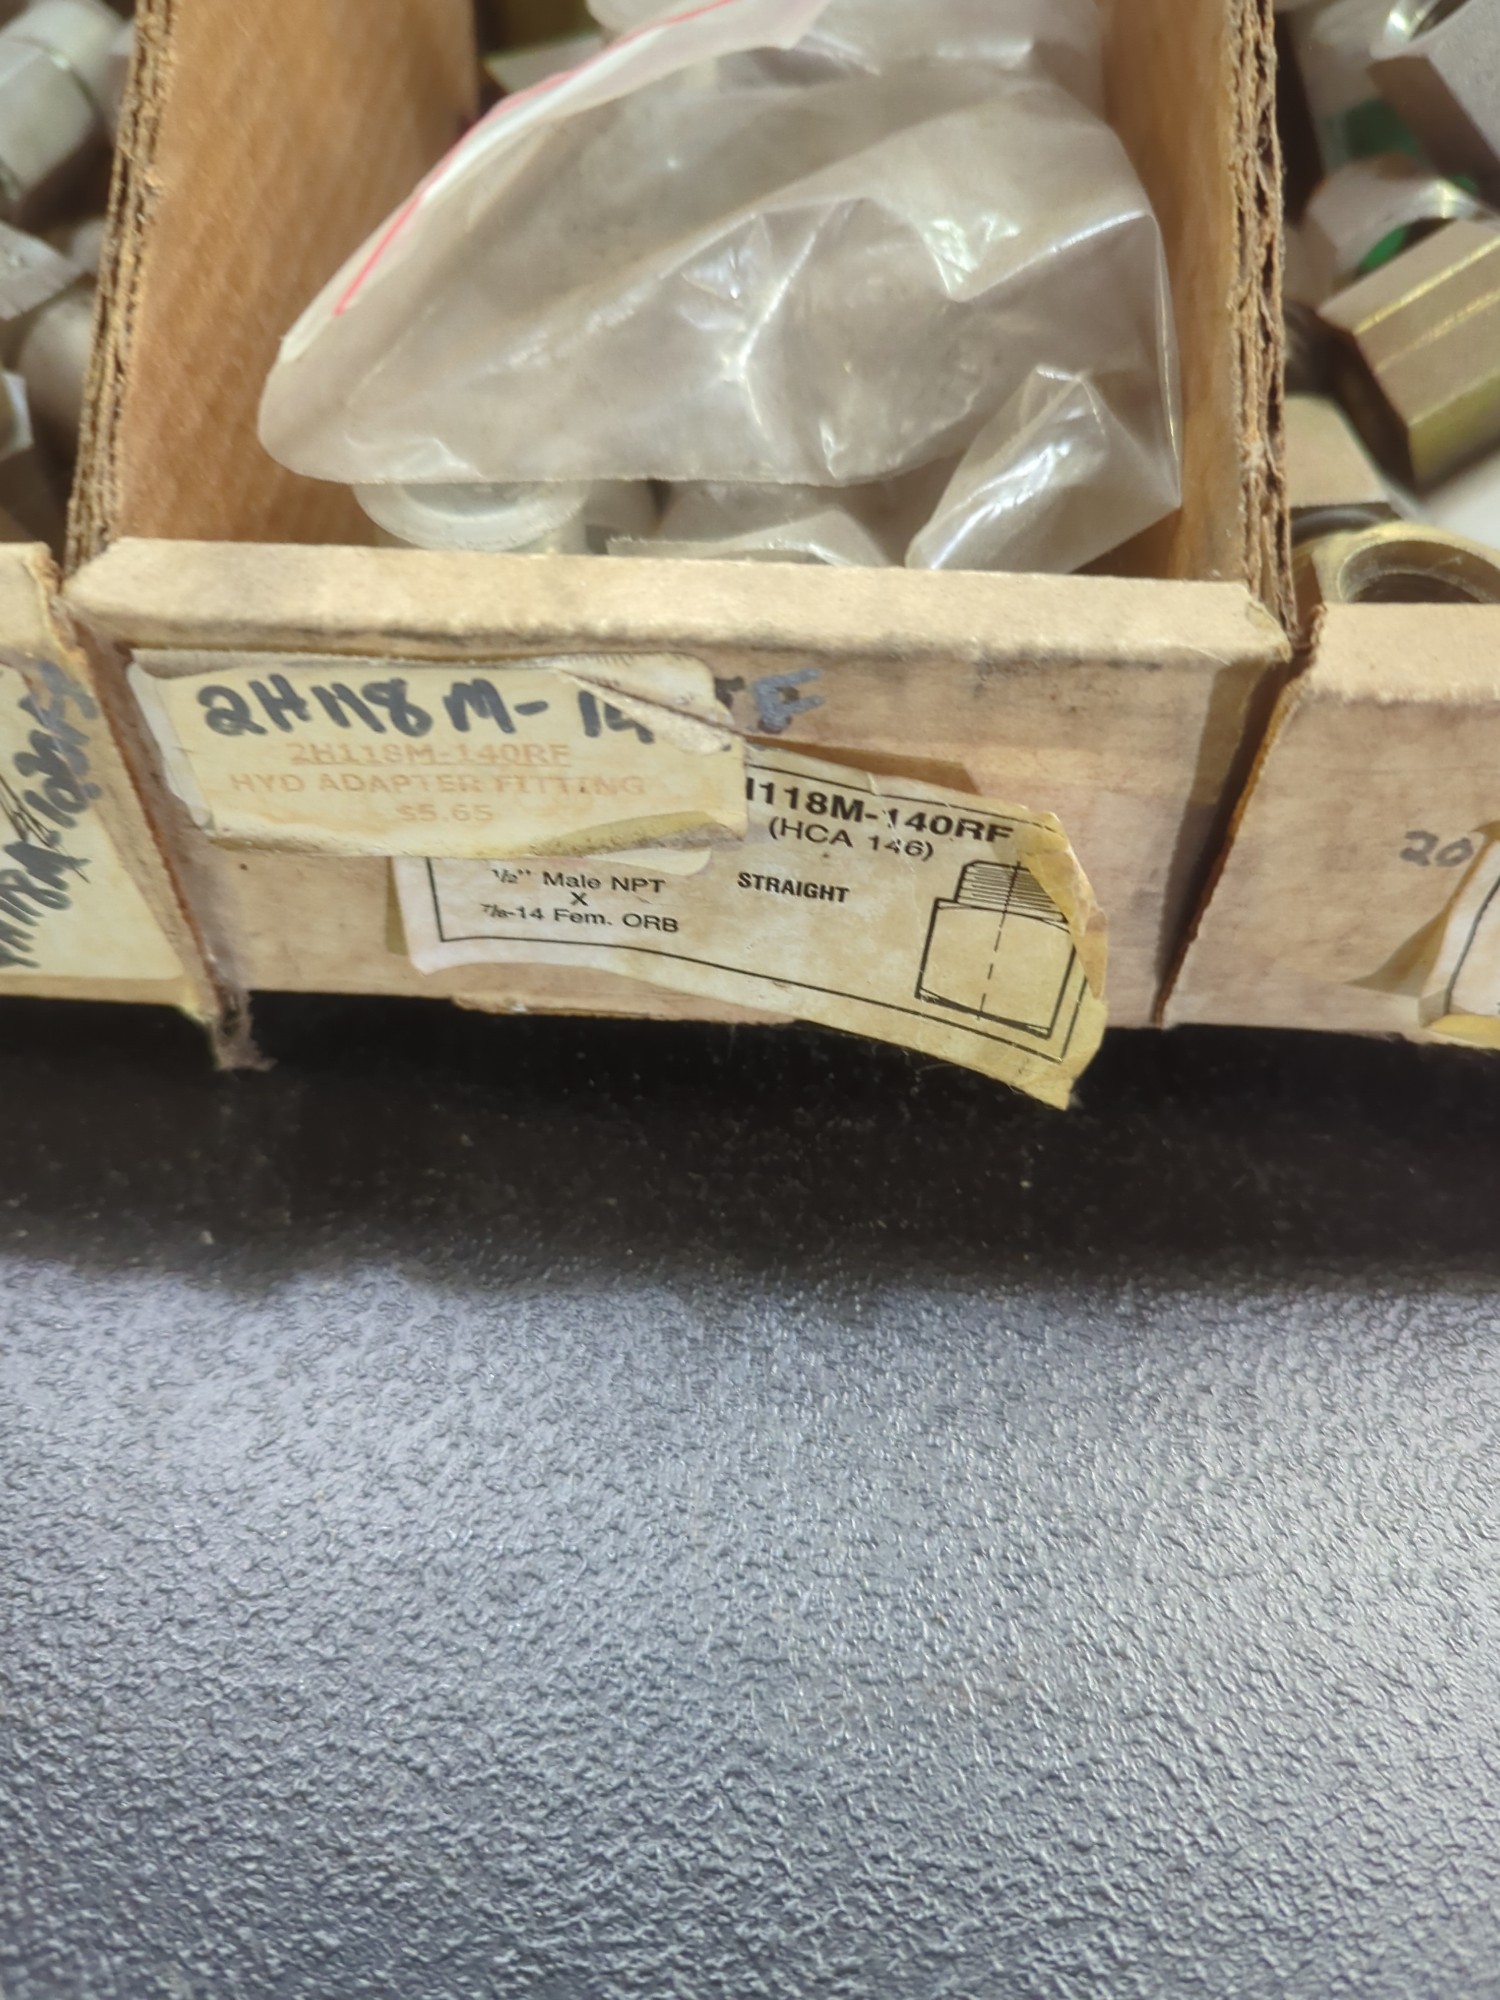 2H118M-14
2H118M-140RF
HYD ADAPTER FITTING
$5.65
H118M-140RF
(HCA 146)
1/2" Male NPT
X
7/8-14 Fem. ORB
STRAIGHT
20